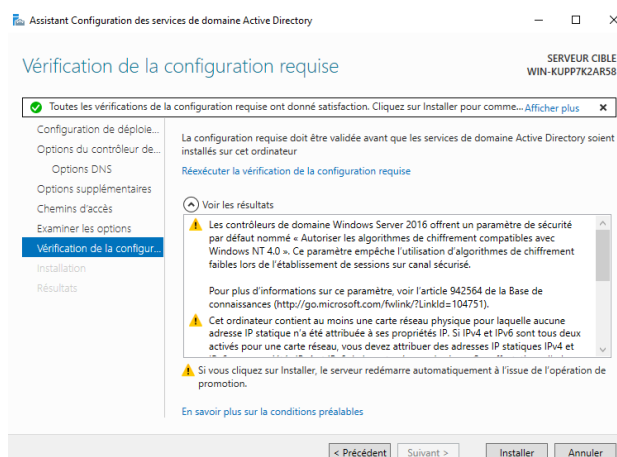 Assistant Configuration des services de domaine Active Directory
Vérification de la configuration requise
SERVEUR CIBLE
WIN-KUPP7K2AR58
Toutes les vérifications de la configuration requise ont donné satisfaction. Cliquez sur Installer pour comme... Afficher plus
Configuration de déploie...
Options du contrôleur de...
Options DNS
Options supplémentaires
Chemins d'accès
Examiner les options
Vérification de la configur...
Installation
Résultats
La configuration requise doit être validée avant que les services de domaine Active Directory soient
installés sur cet ordinateur
Réexécuter la vérification de la configuration requise
Voir les résultats
Les contrôleurs de domaine Windows Server 2016 offrent un paramètre de sécurité
par défaut nommé « Autoriser les algorithmes de chiffrement compatibles avec
Windows NT 4.0 ». Ce paramètre empêche l'utilisation d'algorithmes de chiffrement
faibles lors de l'établissement de sessions sur canal sécurisé.
Pour plus d'informations sur ce paramètre, voir l'article 942564 de la Base de
connaissances (http://go.microsoft.com/fwlink/?LinkId=104751).
Cet ordinateur contient au moins une carte réseau physique pour laquelle aucune
adresse IP statique n'a été attribuée à ses propriétés IP. Si IPv4 et IPv6 sont tous deux
activés pour une carte réseau, vous devez attribuer des adresses IP statiques IPv4 et
Si vous cliquez sur Installer, le serveur redémarre automatiquement à l'issue de l'opération de
promotion.
En savoir plus sur la conditions préalables
< Précédent
Suivant >
Installer
Annuler